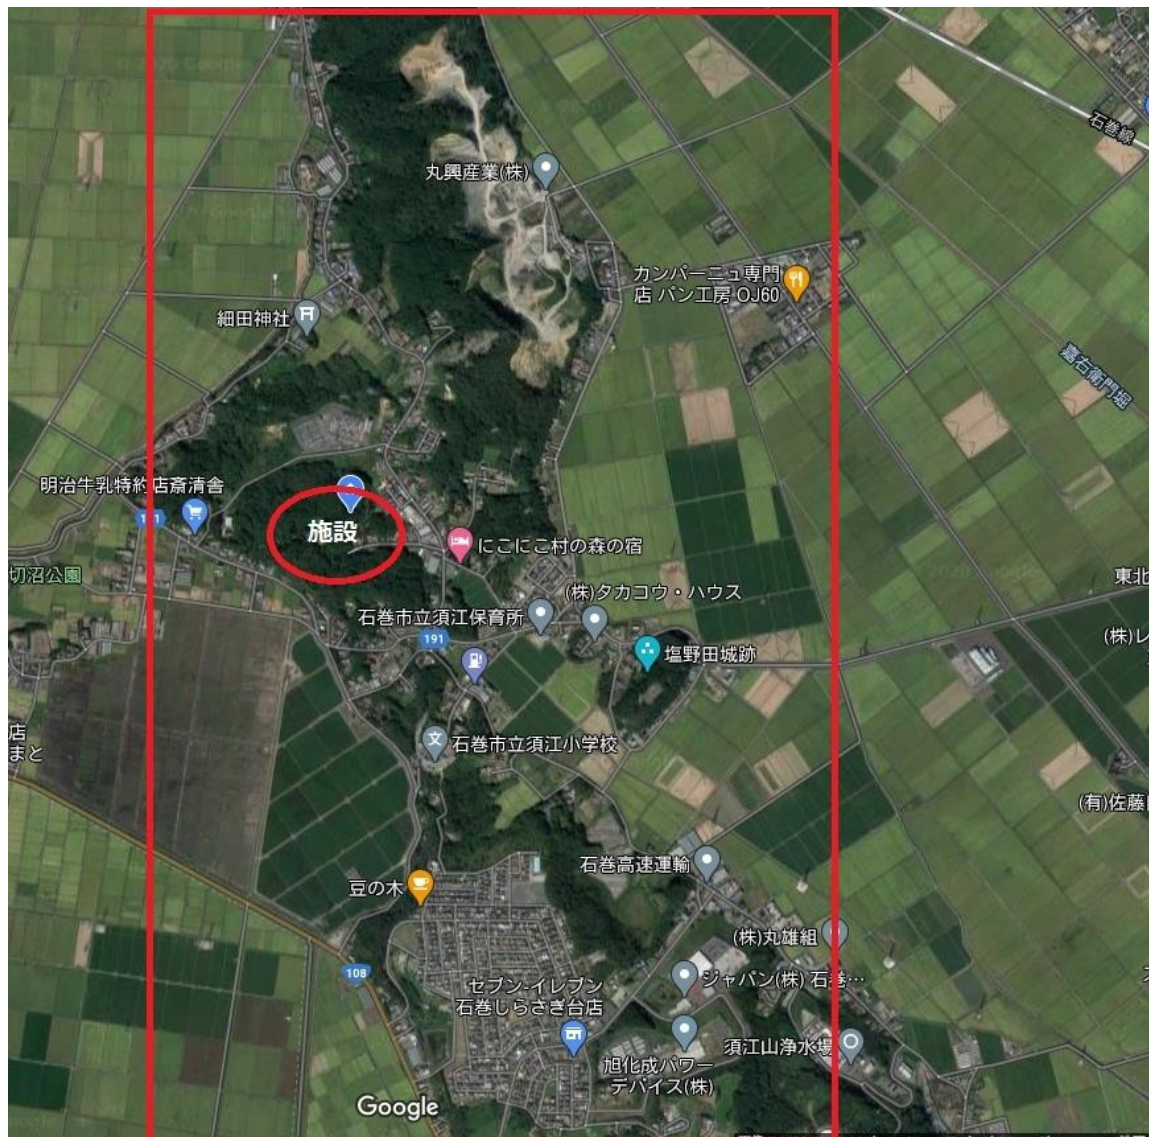 石巻線
丸興産業(株)
カンパーニュ専門
店 パン工房 OJ60
細田神社
嘉右衛門堀
明治牛乳特約店斎清舎
191
施設
にこにこ村の森の宿
切沼公園
東北
(株)タカコウ・ハウス
石巻市立須江保育所
191
(株)レ
塩野田城跡
店
まと
石巻市立須江小学校
(有)佐藤
石巻高速運輸
豆の木
(株)丸雄組
108
ジャパン(株) 石巻…
セブン-イレブン
石巻しらさぎ台店
須江山浄水場
旭化成パワー
デバイス(株)
Google